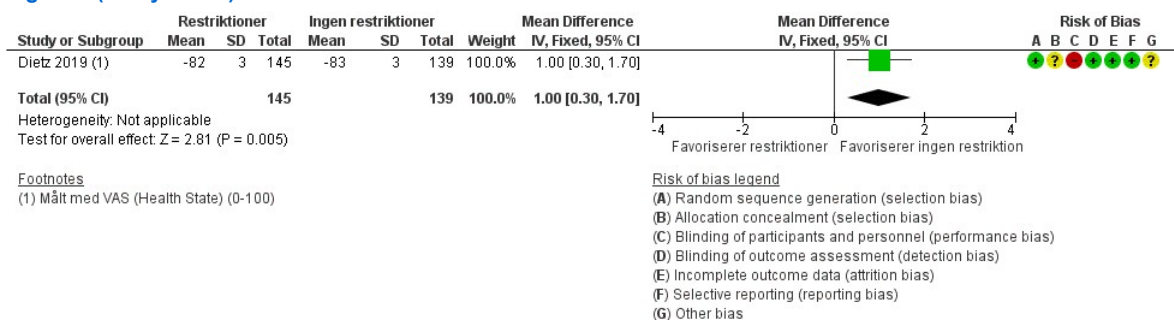 Restriktioner Ingen restriktioner Mean Difference Mean Difference Risk of Bias
Study or Subgroup Mean SD Total Mean SD Total Weight IV, Fixed, 95% CI IV, Fixed, 95% CI A B C D E F G
Dietz 2019 (1) -82 3 145 -83 3 139 100.0% 1.00 [0.30, 1.70] + ? - + + + ?
Total (95% CI) 145 139 100.0% 1.00 [0.30, 1.70]
Heterogeneity: Not applicable
Test for overall effect: Z = 2.81 (P = 0.005)
-4 -2 0 2 4
Favoriserer restriktioner Favoriserer ingen restriktion
Footnotes
(1) Målt med VAS (Health State) (0-100)
Risk of bias legend
(A) Random sequence generation (selection bias)
(B) Allocation concealment (selection bias)
(C) Blinding of participants and personnel (performance bias)
(D) Blinding of outcome assessment (detection bias)
(E) Incomplete outcome data (attrition bias)
(F) Selective reporting (reporting bias)
(G) Other bias